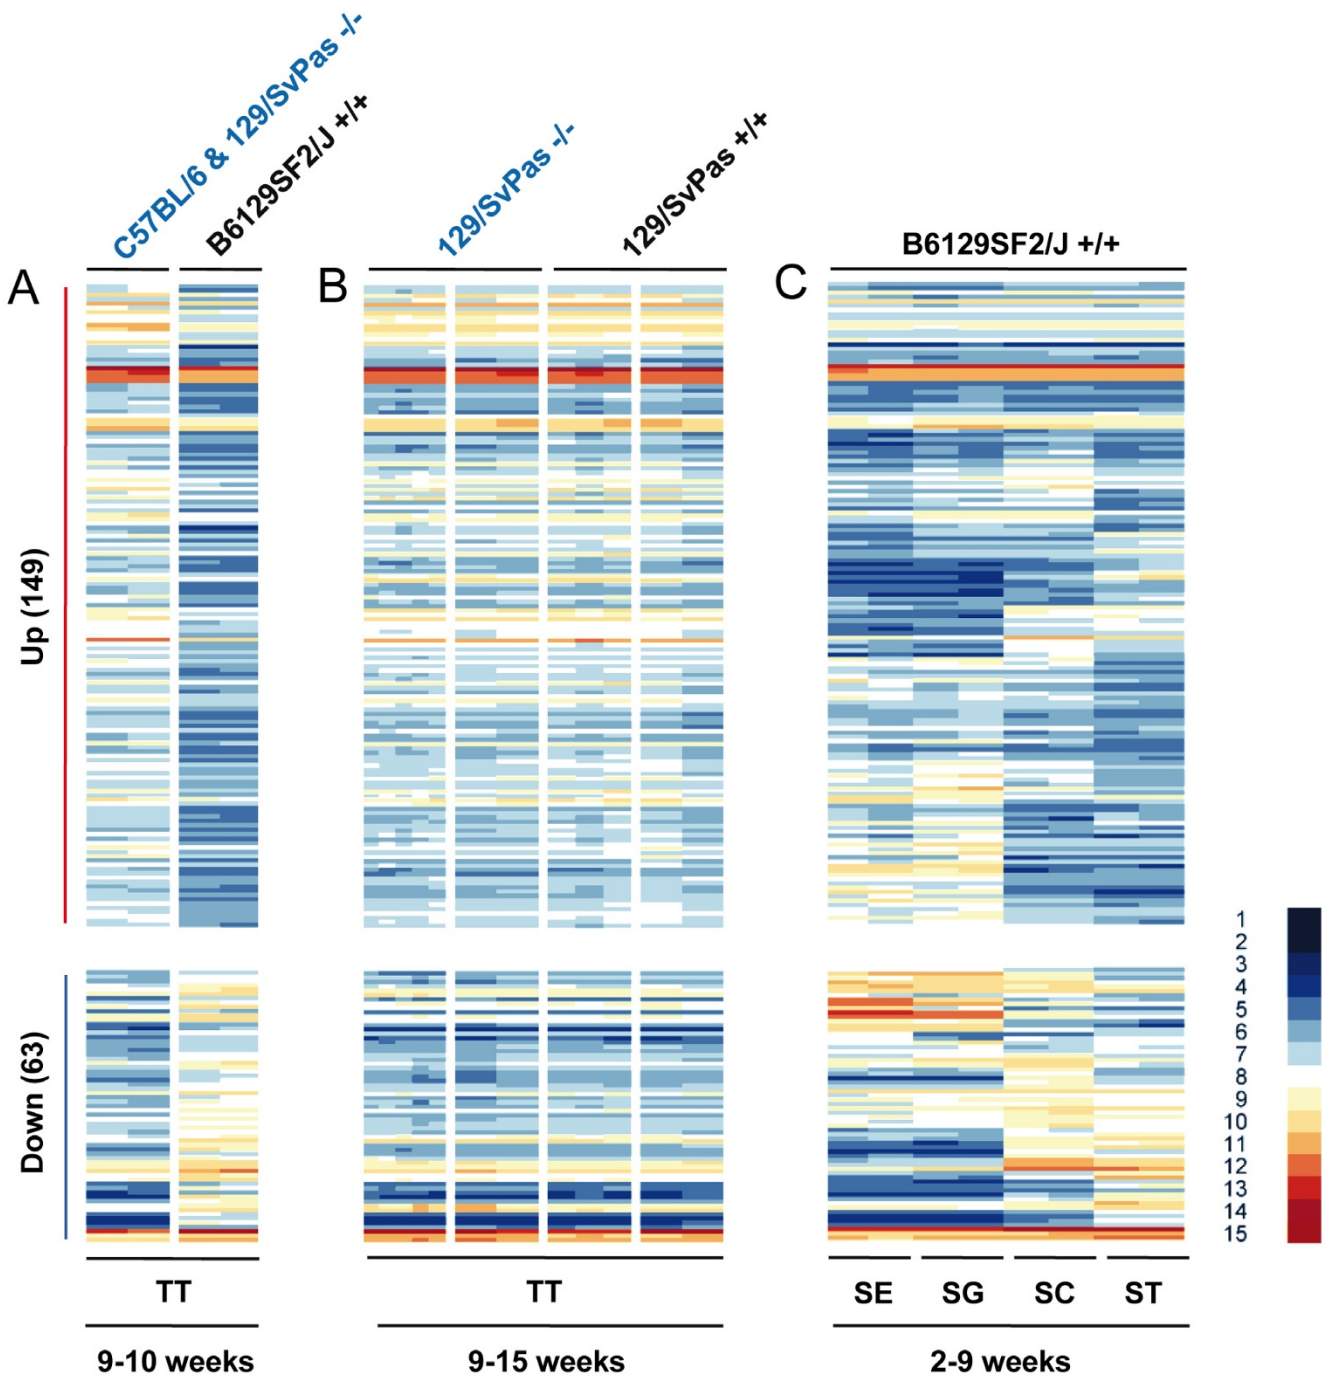 C57BL/6 & 129/SvPas -/-
B6129SF2/J +/+
129/SvPas -/-
129/SvPas +/+
B6129SF2/J +/+
A
B
C
Up (149)
Down (63)
1
2
3
4
5
6
7
8
9
10
11
12
13
14
15
TT
TT
SE SG SC ST
9-10 weeks
9-15 weeks
2-9 weeks